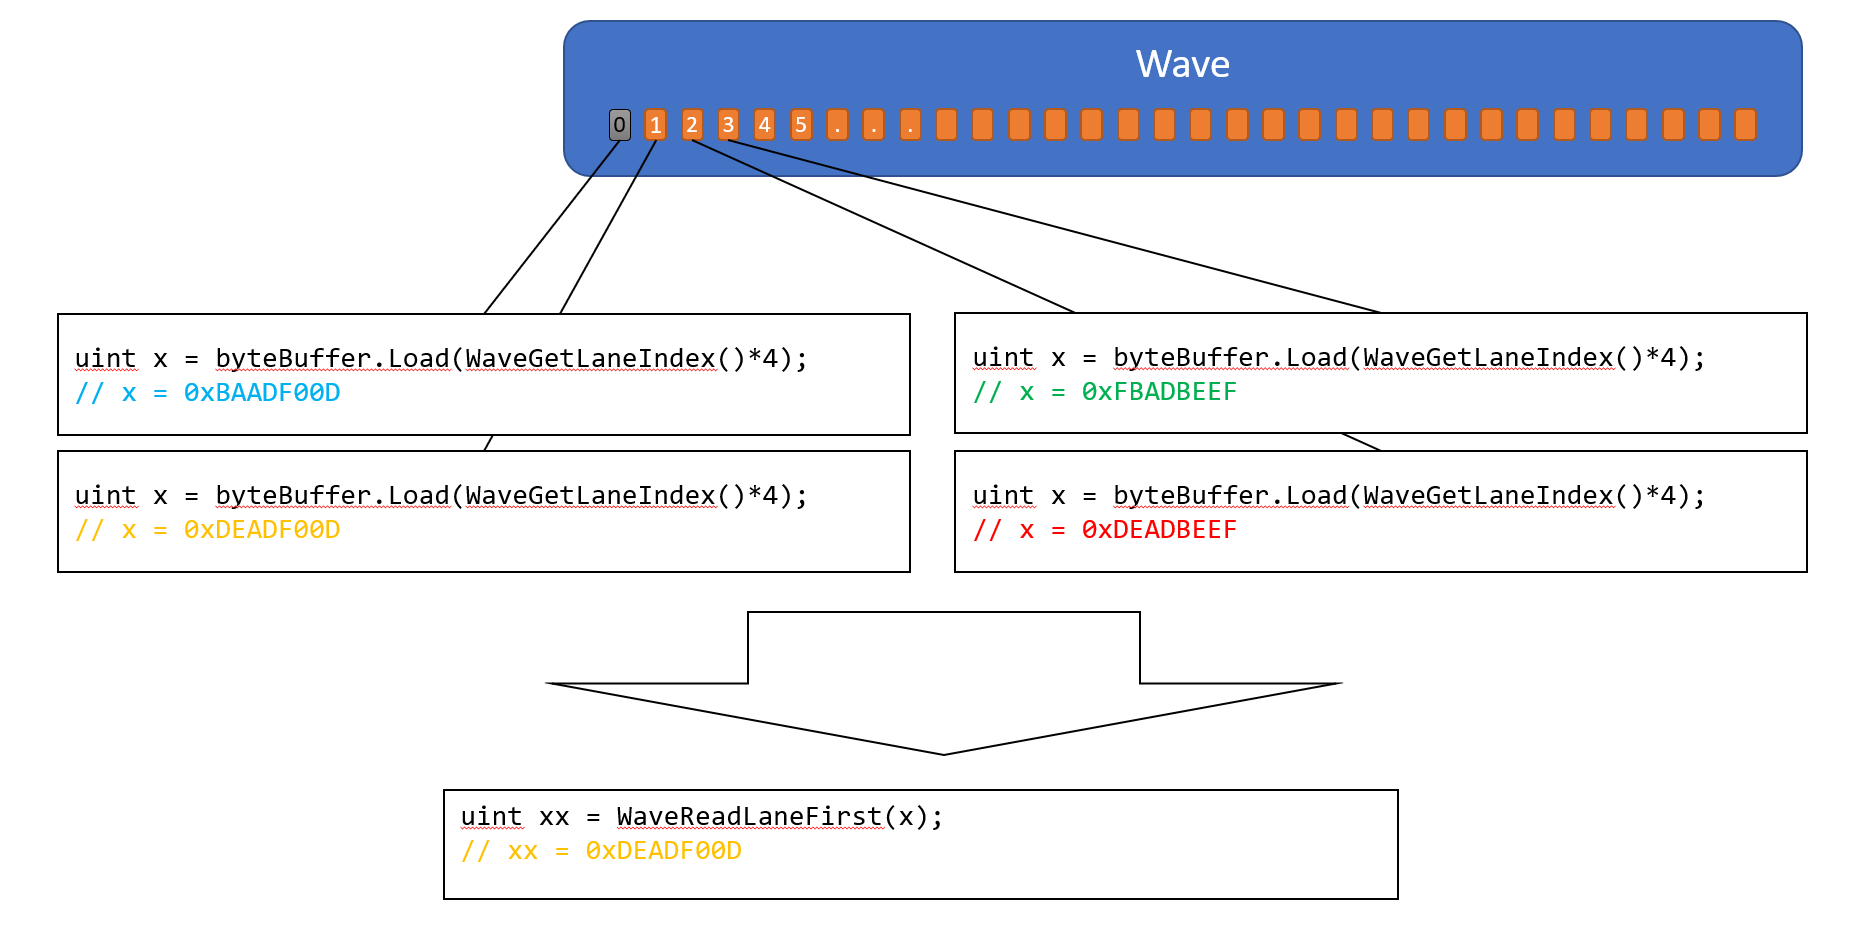 Wave
0 1 2 3 4 5 . . .
uint x = byteBuffer.Load(WaveGetLaneIndex()*4);
// x = 0xBAADF00D
uint x = byteBuffer.Load(WaveGetLaneIndex()*4);
// x = 0xFBADBEEF
uint x = byteBuffer.Load(WaveGetLaneIndex()*4);
// x = 0xDEADF00D
uint x = byteBuffer.Load(WaveGetLaneIndex()*4);
// x = 0xDEADBEEF
uint xx = WaveReadLaneFirst(x);
// xx = 0xDEADF00D